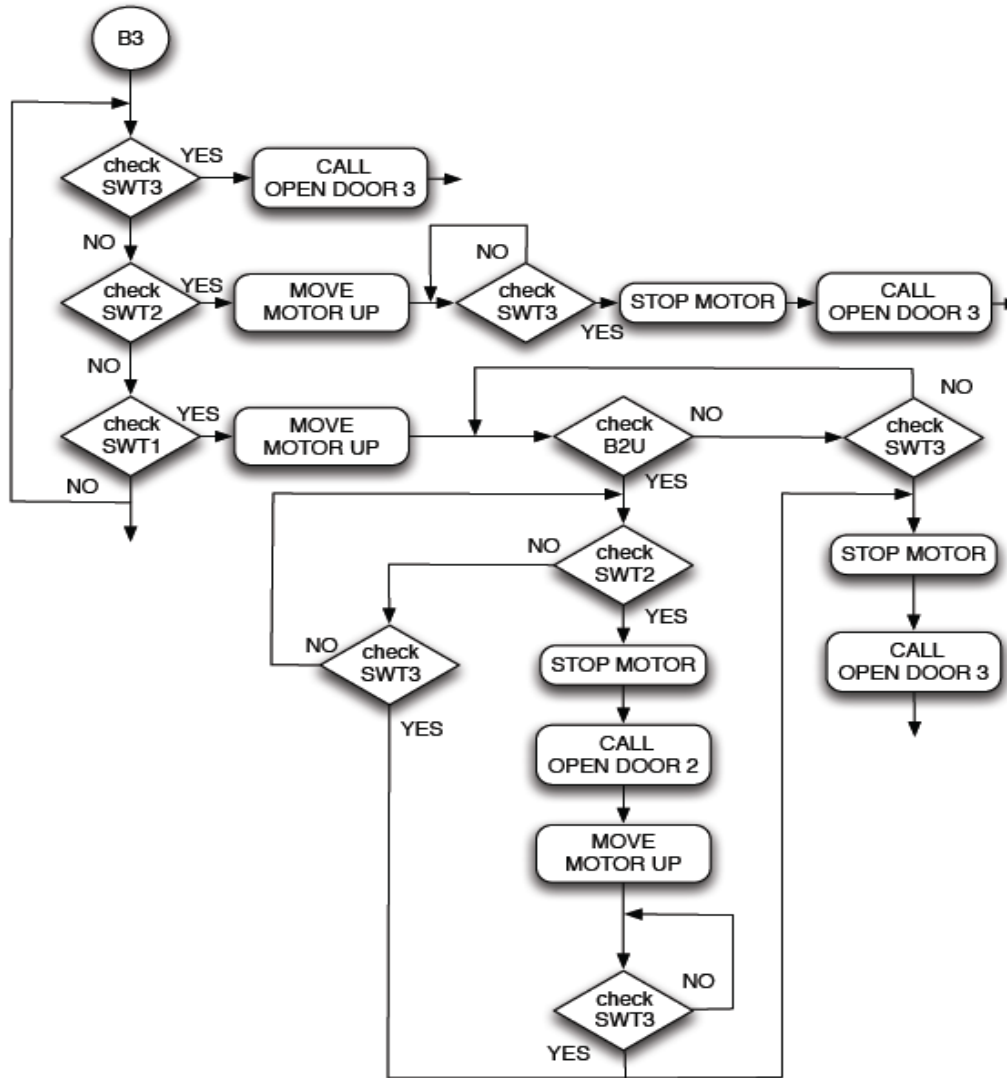 B3
check
SWT3
YES
CALL
OPEN DOOR 3
NO
check
SWT2
YES
MOVE
MOTOR UP
NO
check
SWT3
YES
STOP MOTOR
CALL
OPEN DOOR 3
NO
check
SWT1
YES
MOVE
MOTOR UP
check
B2U
NO
check
SWT3
NO
NO
YES
check
SWT2
NO
YES
STOP MOTOR
check
SWT3
NO
YES
STOP MOTOR
CALL
OPEN DOOR 3
CALL
OPEN DOOR 2
MOVE
MOTOR UP
check
SWT3
NO
YES